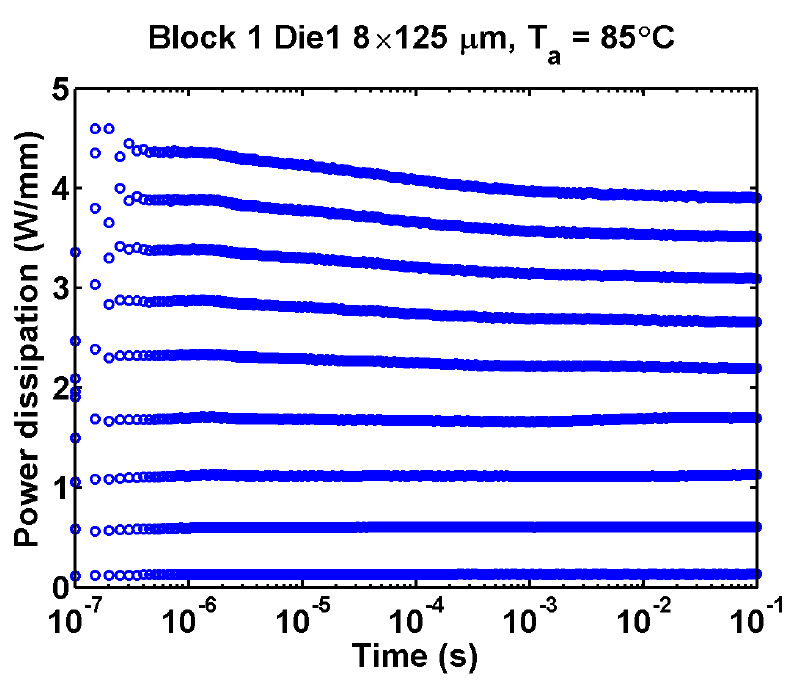 Block 1 Die1 8×125 μm, Tₐ = 85°C
Power dissipation (W/mm)
5
4
3
2
1
0
10⁻⁷ 10⁻⁶ 10⁻⁵ 10⁻⁴ 10⁻³ 10⁻² 10⁻¹
Time (s)